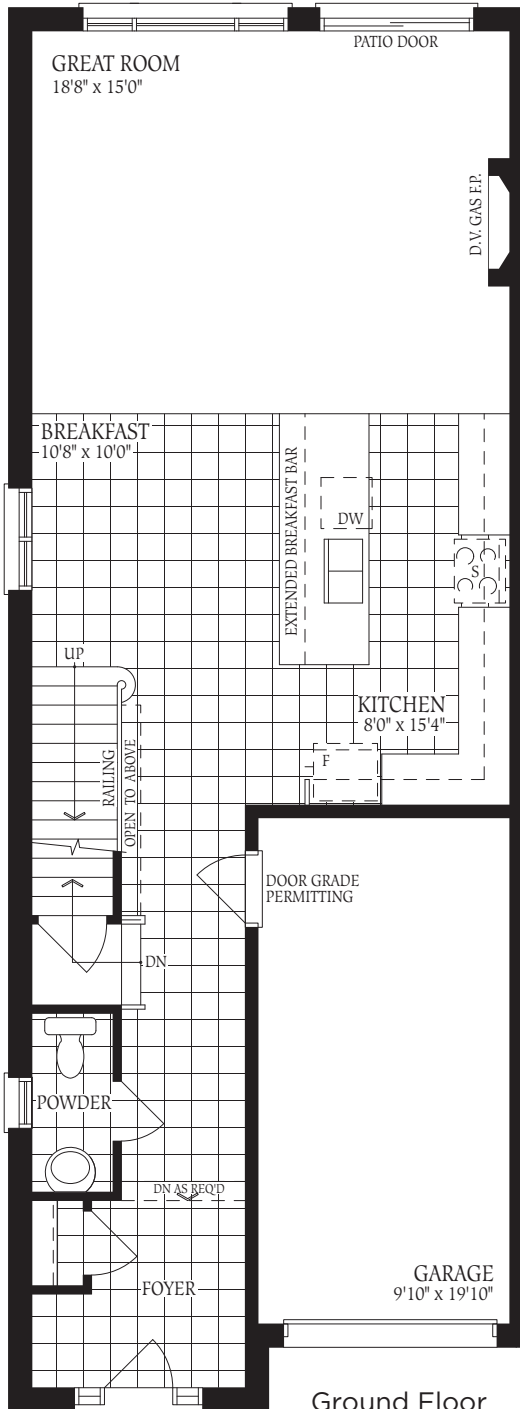 GREAT ROOM
18'8" x 15'0"
PATIO DOOR
D.V. GAS F.P.
BREAKFAST
10'8" x 10'0"
EXTENDED BREAKFAST BAR
DW
S
UP
KITCHEN
8'0" x 15'4"
F
RAILING
OPEN TO ABOVE
DOOR GRADE
PERMITTING
DN
POWDER
DN AS REQ'D
FOYER
GARAGE
9'10" x 19'10"
Ground Floor